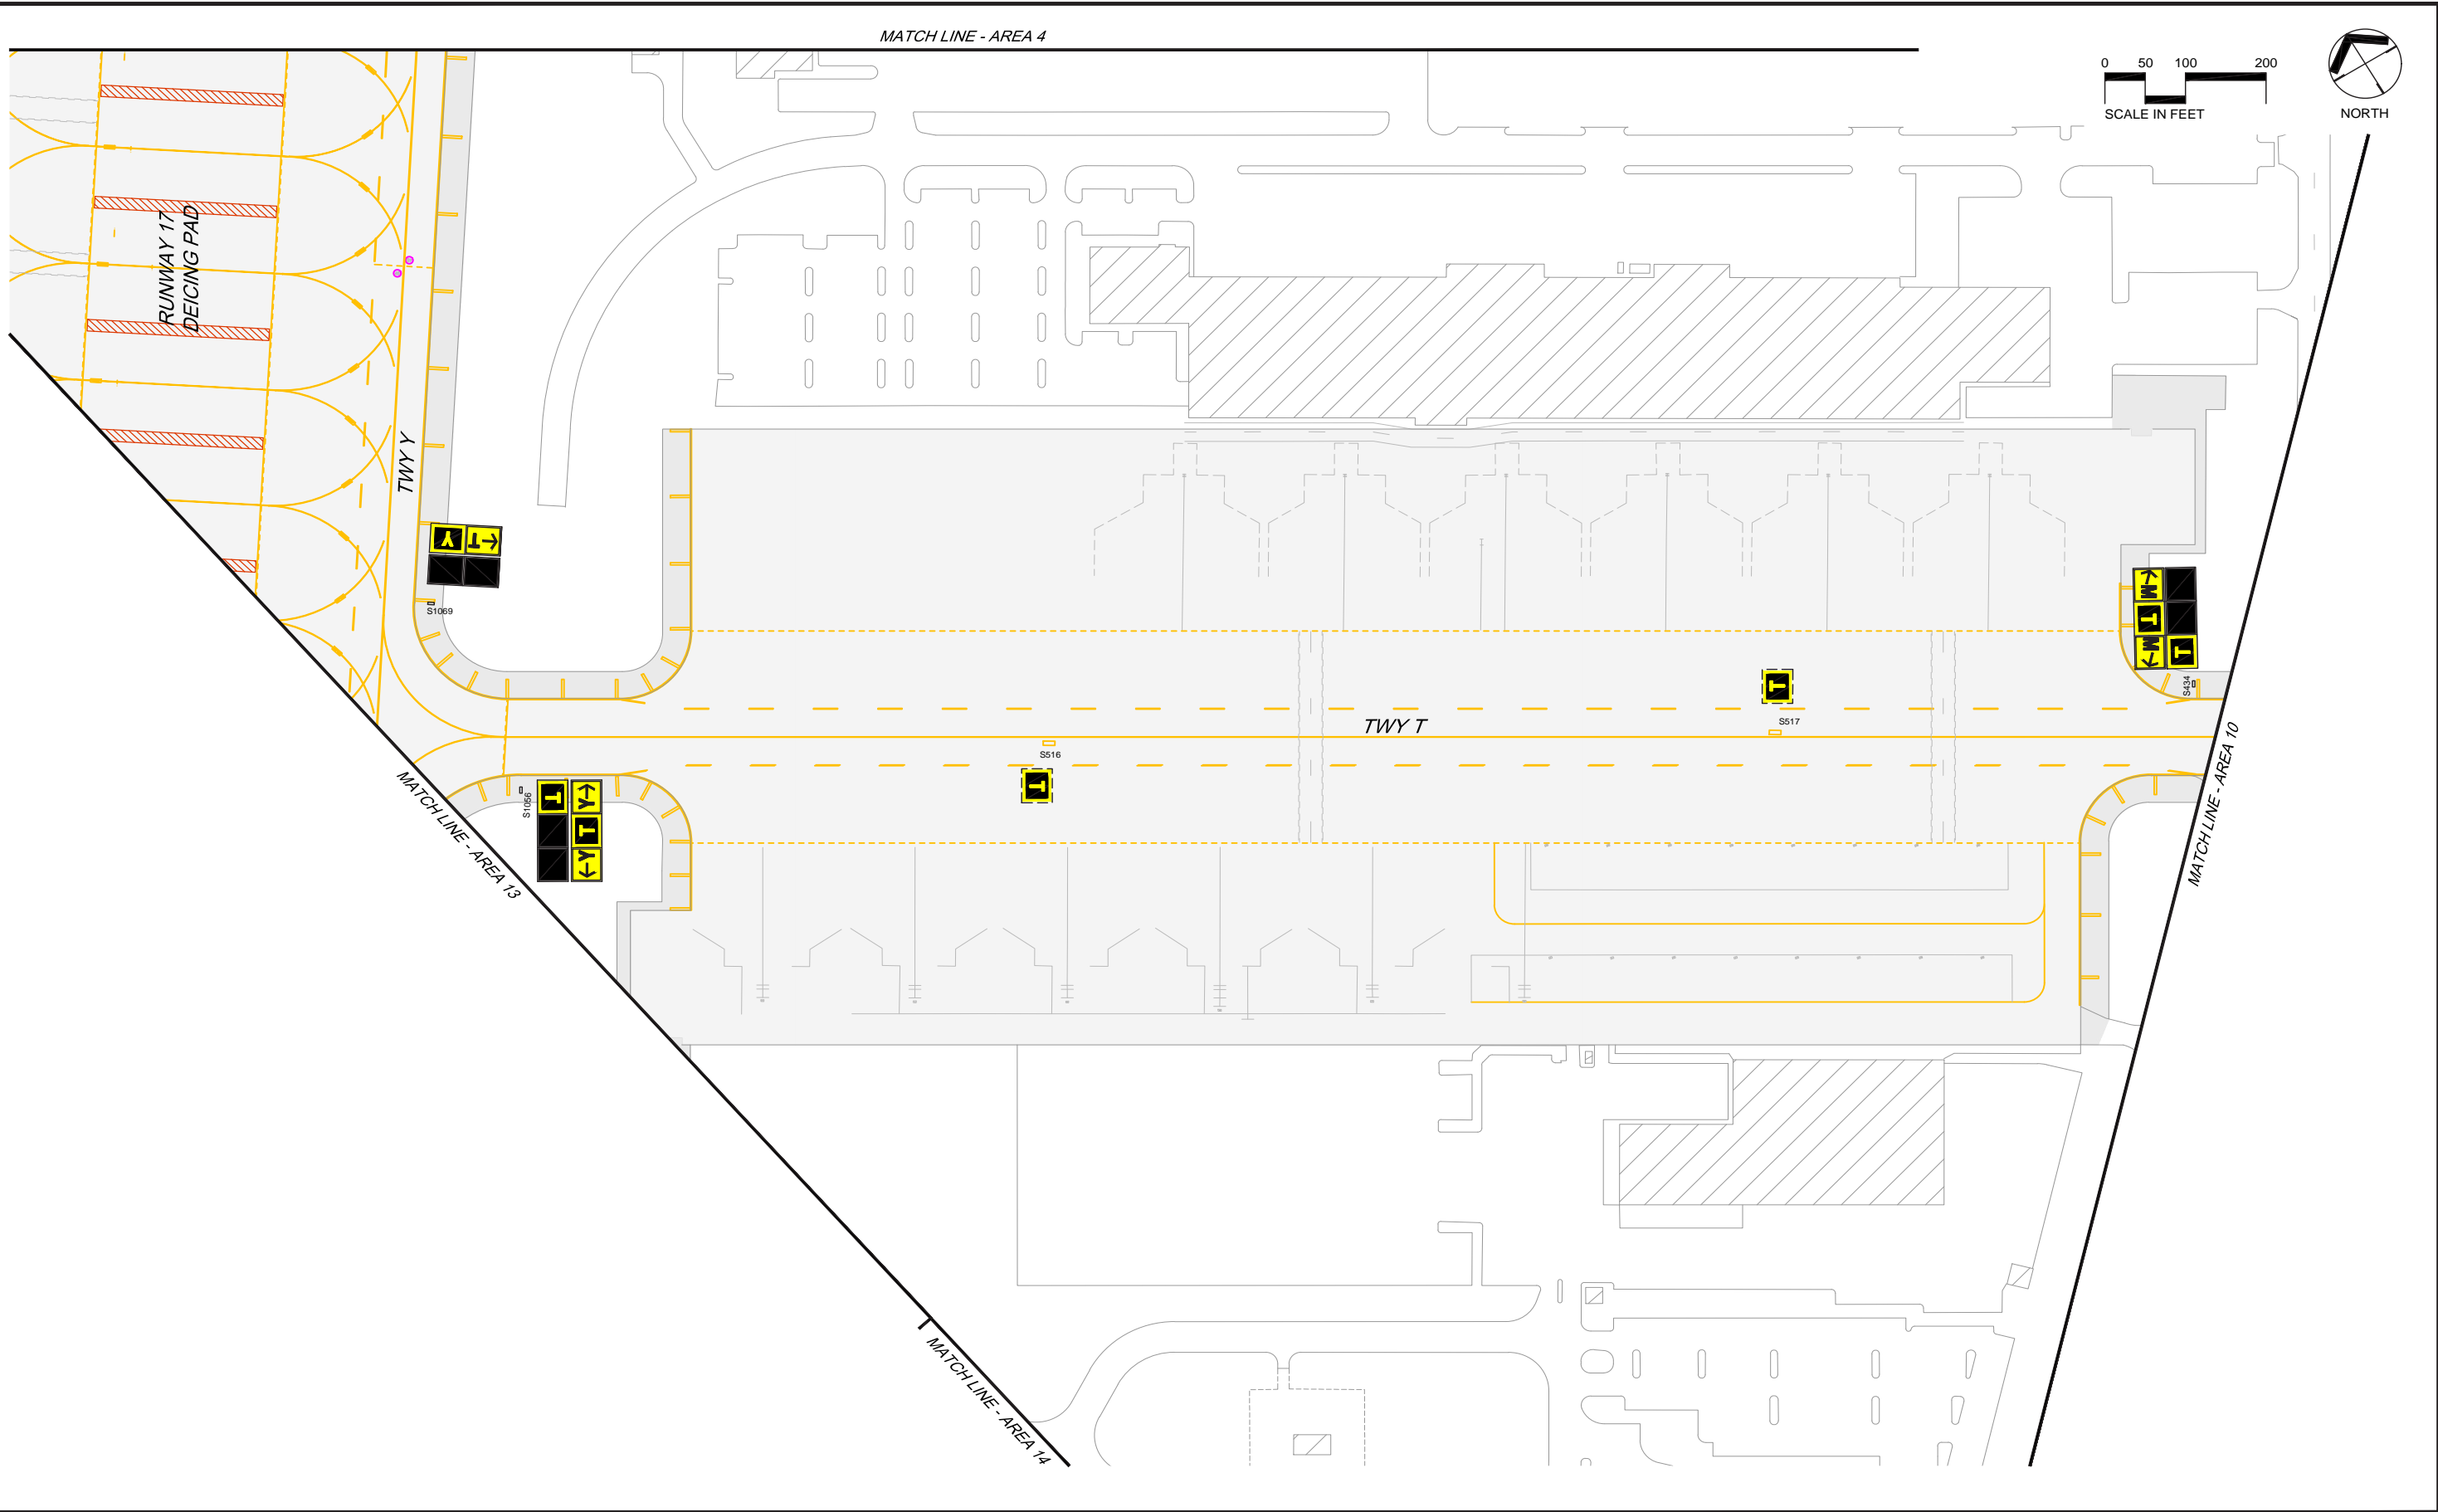 MATCH LINE - AREA 4
0 50 100 200
SCALE IN FEET
NORTH
RUNWAY 17
DEICING PAD
TWY Y
Y T→
S1069
←M T M→
T
S434
T
S517
TWY T
S516
T
S1056
T
←Y T Y→
MATCH LINE - AREA 13
MATCH LINE - AREA 10
MATCH LINE - AREA 14